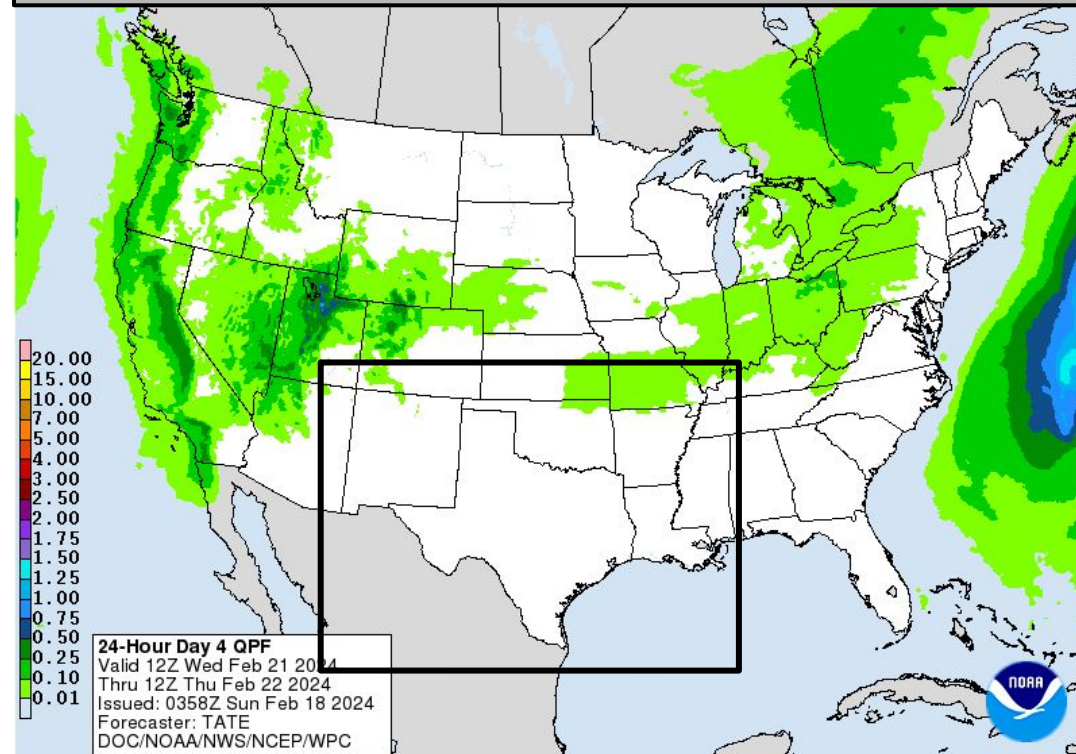 20.00
15.00
10.00
7.00
5.00
4.00
3.00
2.50
2.00
1.75
1.50
1.25
1.00
0.75
0.50
0.25
0.10
0.01
24-Hour Day 4 QPF
Valid 12Z Wed Feb 21 2024
Thru 12Z Thu Feb 22 2024
Issued: 0358Z Sun Feb 18 2024
Forecaster: TATE
DOC/NOAA/NWS/NCEP/WPC
NOAA